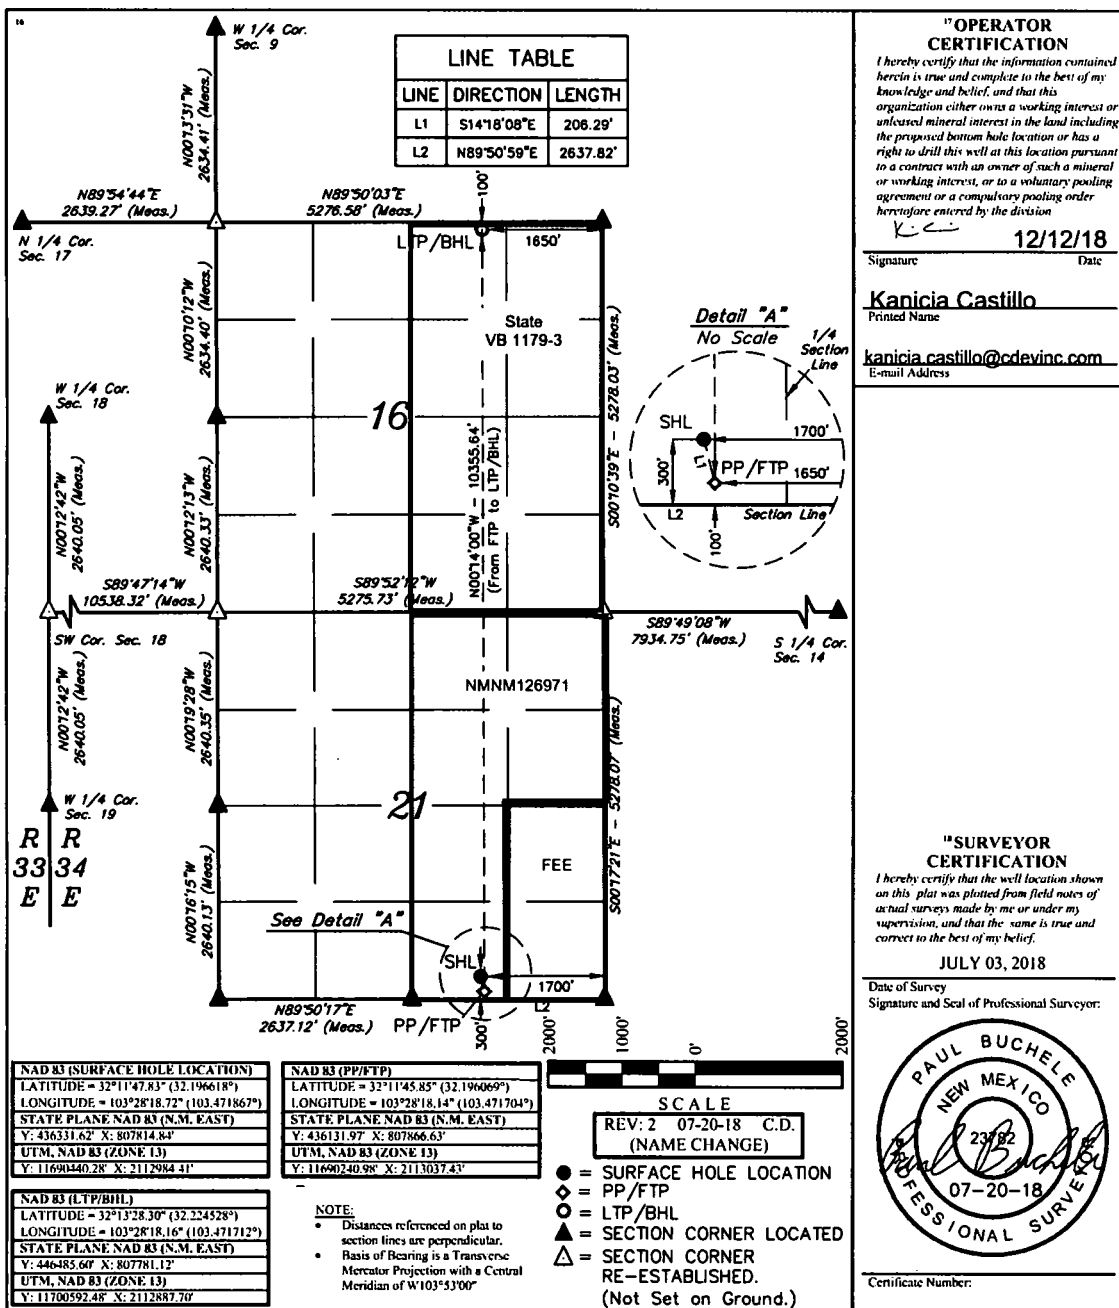 16
W 1/4 Cor.
Sec. 9
LINE TABLE
LINE DIRECTION LENGTH
L1 S14°18'08"E 206.29'
L2 N89°50'59"E 2637.82'
N00°13'31"W
2634.41' (Meas.)
N89°54'44"E
2639.27' (Meas.)
N89°50'03"E
5276.58' (Meas.)
100'
N 1/4 Cor.
Sec. 17
LTP/BHL
1650'
N00°10'12"W
2634.40' (Meas.)
State
VB 1179-3
S00°10'39"E - 5278.03' (Meas.)
W 1/4 Cor.
Sec. 18
16
N00°14'00"W - 10355.64'
(From FTP to LTP/BHL)
Detail "A"
No Scale
1/4
Section
Line
SHL
1700'
300'
L1
PP/FTP
1650'
L2
Section Line
100'
N00°12'42"W
2640.05' (Meas.)
N00°12'13"W
2640.33' (Meas.)
S89°47'14"W
10538.32' (Meas.)
S89°52'12"W
5275.73' (Meas.)
S89°49'08"W
7934.75' (Meas.)
SW Cor. Sec. 18
S 1/4 Cor.
Sec. 14
N00°12'42"W
2640.05' (Meas.)
N00°19'28"W
2640.35' (Meas.)
NMNM126971
S00°17'21"E - 5278.07' (Meas.)
W 1/4 Cor.
Sec. 19
21
R R
33 34
E E
FEE
N00°16'15"W
2640.13' (Meas.)
See Detail "A"
SHL
1700'
N89°50'17"E
2637.12' (Meas.)
PP/FTP
300'
L2
2000'
1000'
0'
2000'
SCALE
REV: 2 07-20-18 C.D.
(NAME CHANGE)
= SURFACE HOLE LOCATION
= PP/FTP
= LTP/BHL
= SECTION CORNER LOCATED
= SECTION CORNER
RE-ESTABLISHED.
(Not Set on Ground.)
NAD 83 (SURFACE HOLE LOCATION)
LATITUDE = 32°11'47.83" (32.196618°)
LONGITUDE = 103°28'18.72" (103.471867°)
STATE PLANE NAD 83 (N.M. EAST)
Y: 436331.62' X: 807814.84'
UTM, NAD 83 (ZONE 13)
Y: 11690440.28' X: 2112984.41'
NAD 83 (PP/FTP)
LATITUDE = 32°11'45.85" (32.196069°)
LONGITUDE = 103°28'18.14" (103.471704°)
STATE PLANE NAD 83 (N.M. EAST)
Y: 436131.97' X: 807866.63'
UTM, NAD 83 (ZONE 13)
Y: 11690240.98' X: 2113037.43'
NAD 83 (LTP/BHL)
LATITUDE = 32°13'28.30" (32.224528°)
LONGITUDE = 103°28'18.16" (103.471712°)
STATE PLANE NAD 83 (N.M. EAST)
Y: 446485.60' X: 807781.12'
UTM, NAD 83 (ZONE 13)
Y: 11700592.48' X: 2112887.70'
NOTE:
• Distances referenced on plat to
section lines are perpendicular.
• Basis of Bearing is a Transverse
Mercator Projection with a Central
Meridian of W103°53'00"
17 OPERATOR
CERTIFICATION
I hereby certify that the information contained
herein is true and complete to the best of my
knowledge and belief, and that this
organization either owns a working interest or
unleased mineral interest in the land including
the proposed bottom hole location or has a
right to drill this well at this location pursuant
to a contract with an owner of such a mineral
or working interest, or to a voluntary pooling
agreement or a compulsory pooling order
heretofore entered by the division
12/12/18
Signature Date
Kanicia Castillo
Printed Name
kanicia.castillo@cdevinc.com
E-mail Address
18 SURVEYOR
CERTIFICATION
I hereby certify that the well location shown
on this plat was plotted from field notes of
actual surveys made by me or under my
supervision, and that the same is true and
correct to the best of my belief.
JULY 03, 2018
Date of Survey
Signature and Seal of Professional Surveyor:
PAUL BUCHELE
NEW MEXICO
23782
07-20-18
PROFESSIONAL SURVEYOR
Certificate Number: